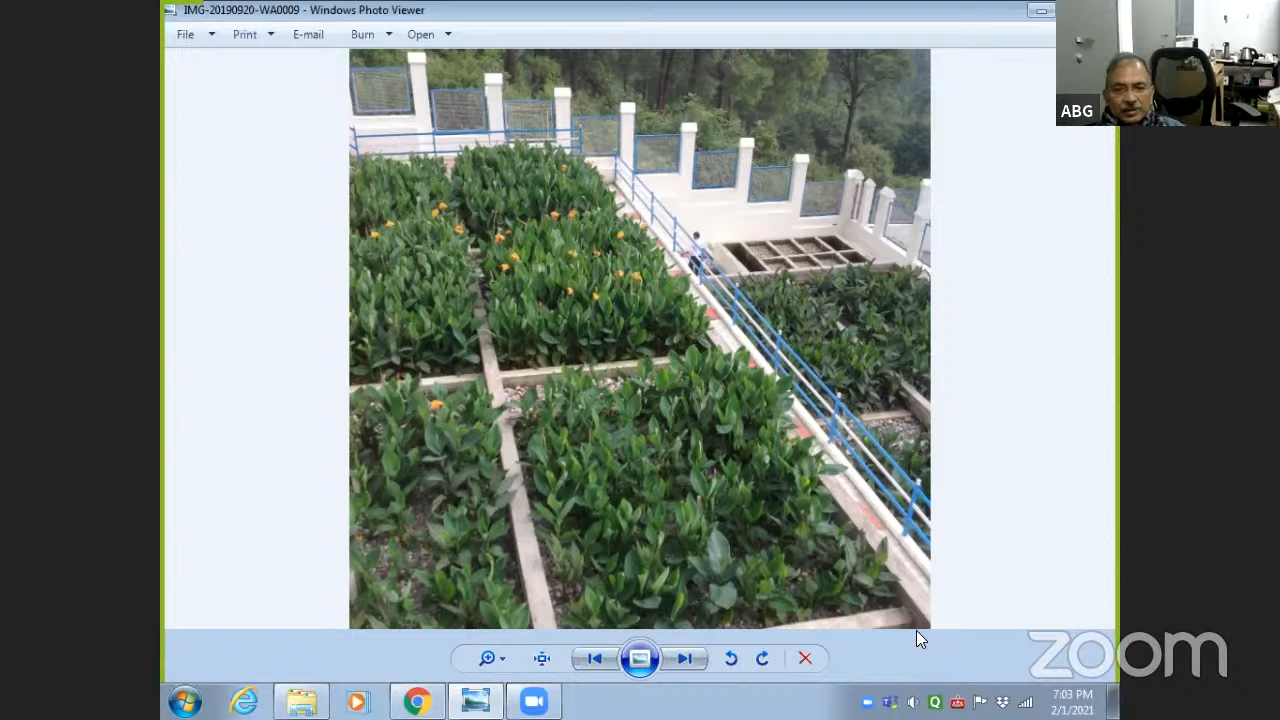 IMG-20190920-WA0009 - Windows Photo Viewer
File Print E-mail Burn Open
ABG
zoom
7:03 PM
2/1/2021